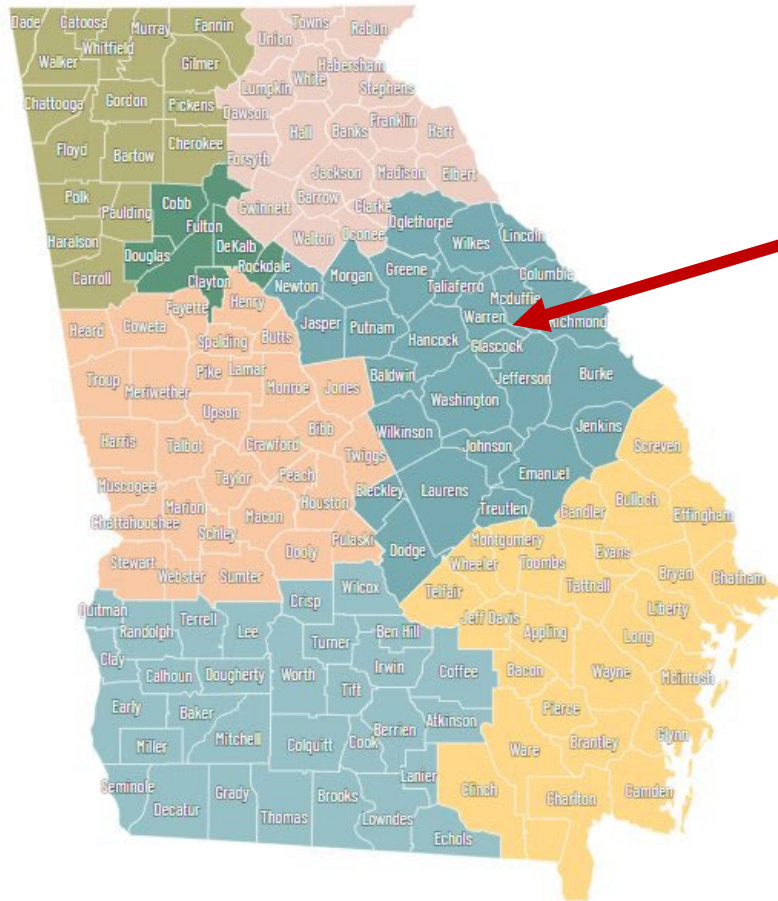 Dade Catoosa Murray Fannin Towns Rabun
Whitfield Union
Walker Gilmer White Habersham
Lumpkin Stephens
Chattooga Gordon Pickens Dawson Franklin
Hall Banks Hart
Floyd Bartow Cherokee Forsyth
Jackson Madison Elbert
Polk Paulding Cobb Gwinnett Barrow Clarke
Fulton Oglethorpe Wilkes Lincoln
Haralson Douglas DeKalb Walton Oconee
Carroll Clayton Rockdale Newton Morgan Greene Taliaferro Columbia
Fayette Henry Mcduffie
Heard Coweta Spalding Butts Jasper Putnam Hancock Warren Richmond
Glascock
Troup Meriwether Pike Lamar Monroe Jones Baldwin Jefferson Burke
Upson Washington
Harris Talbot Crawford Bibb Wilkinson Johnson Jenkins
Taylor Peach Twiggs Emanuel Screven
Muscogee Marion Macon Houston Bleckley Laurens Treutlen Candler Bulloch Effingham
Chattahoochee Schley
Stewart Webster Sumter Dooly Pulaski Dodge Montgomery Evans
Wheeler Toombs Bryan Chatham
Quitman Terrell Crisp Wilcox Telfair Tattnall
Randolph Lee Turner Ben Hill Jeff Davis Appling Long Liberty
Clay Calhoun Dougherty Worth Irwin Coffee Bacon Wayne Mcintosh
Tift
Early Baker Pierce
Miller Mitchell Colquitt Cook Berrien Atkinson Ware Brantley Glynn
Seminole Lanier Clinch Charlton Camden
Decatur Grady Thomas Brooks Lowndes
Echols